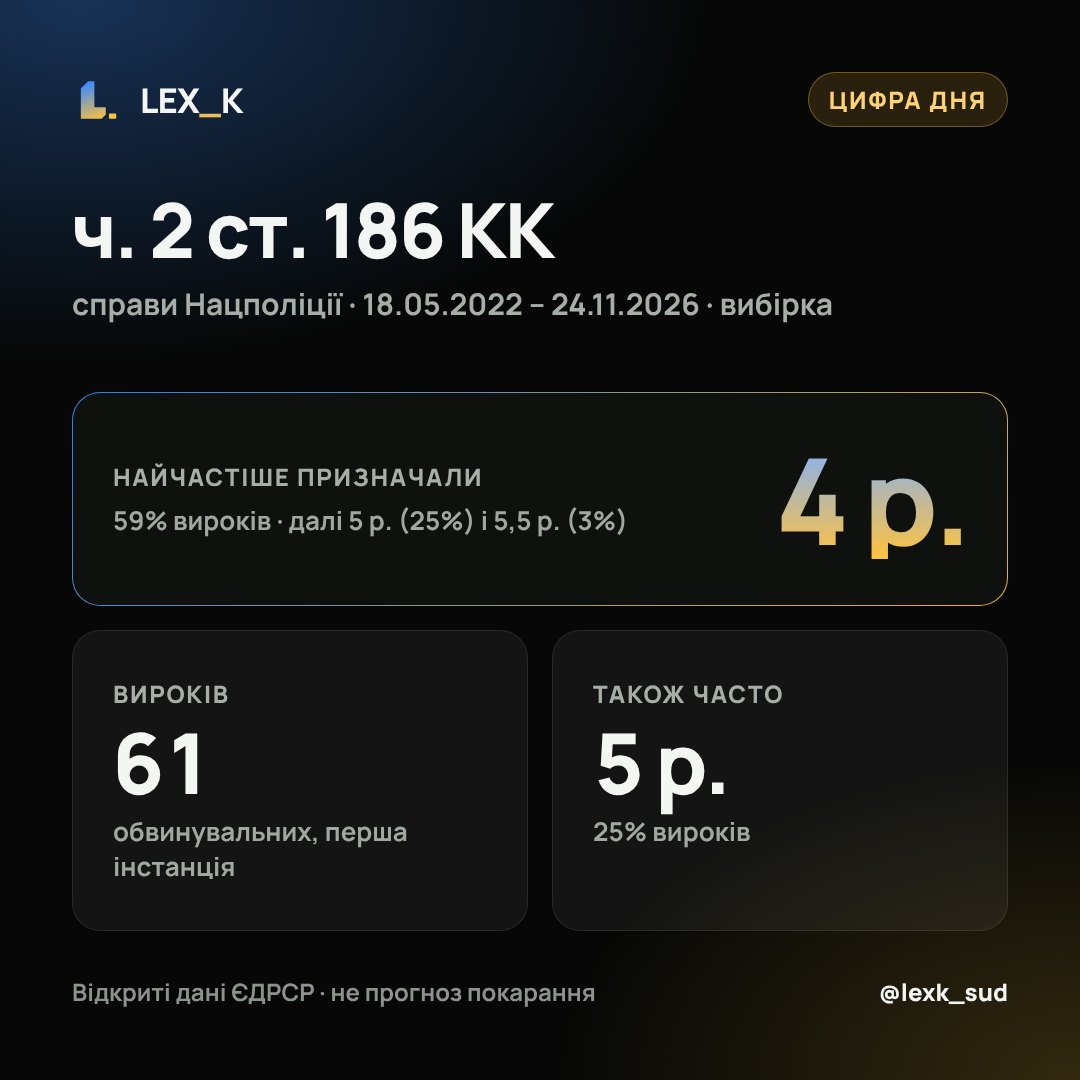 LEX_K
ЦИФРА ДНЯ
ч. 2 ст. 186 КК
справи Нацполіції · 18.05.2022 – 24.11.2026 · вибірка
НАЙЧАСТІШЕ ПРИЗНАЧАЛИ
59% вироків · далі 5 р. (25%) і 5,5 р. (3%)
4 р.
ВИРОКІВ
61
обвинувальних, перша
інстанція
ТАКОЖ ЧАСТО
5 р.
25% вироків
Відкриті дані ЄДРСР · не прогноз покарання
@lexk_sud